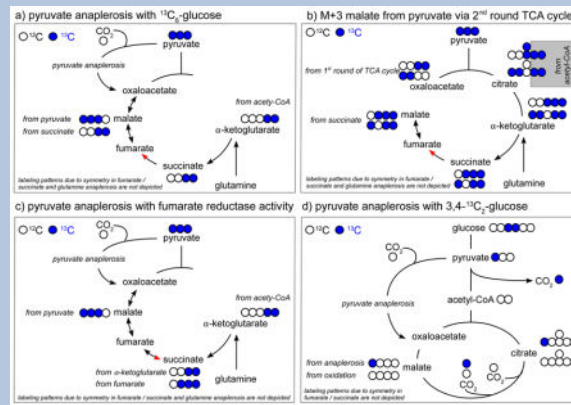 a) pyruvate anaplerosis with ¹³C₆-glucose
¹²C ¹³C
CO₂
pyruvate
pyruvate anaplerosis
oxaloacetate
from acety-CoA
from pyruvate
malate
from succinate
α-ketoglutarate
fumarate
succinate
glutamine
labeling patterns due to symmetry in fumarate /
succinate and glutamine anaplerosis are not depicted
b) M+3 malate from pyruvate via 2ⁿᵈ round TCA cycle
¹²C ¹³C
pyruvate
from 1ˢᵗ round of TCA cycle
from
acetyl-CoA
citrate
oxaloacetate
from succinate
malate
α-ketoglutarate
fumarate
succinate
glutamine
labeling patterns due to symmetry in fumarate /
succinate and glutamine anaplerosis are not depicted
c) pyruvate anaplerosis with fumarate reductase activity
¹²C ¹³C
CO₂
pyruvate
pyruvate anaplerosis
oxaloacetate
from acety-CoA
from pyruvate
malate
α-ketoglutarate
fumarate
succinate
from α-ketoglutarate
from fumarate
glutamine
labeling patterns due to symmetry in fumarate / succinate and glutamine anaplerosis are not depicted
d) pyruvate anaplerosis with 3,4-¹³C₂-glucose
¹²C ¹³C
glucose
CO₂
pyruvate
CO₂
pyruvate anaplerosis
acetyl-CoA
oxaloacetate
citrate
from anaplerosis
from oxidation
malate
CO₂
CO₂
labeling patterns due to symmetry in
fumarate / succinate are not depicted